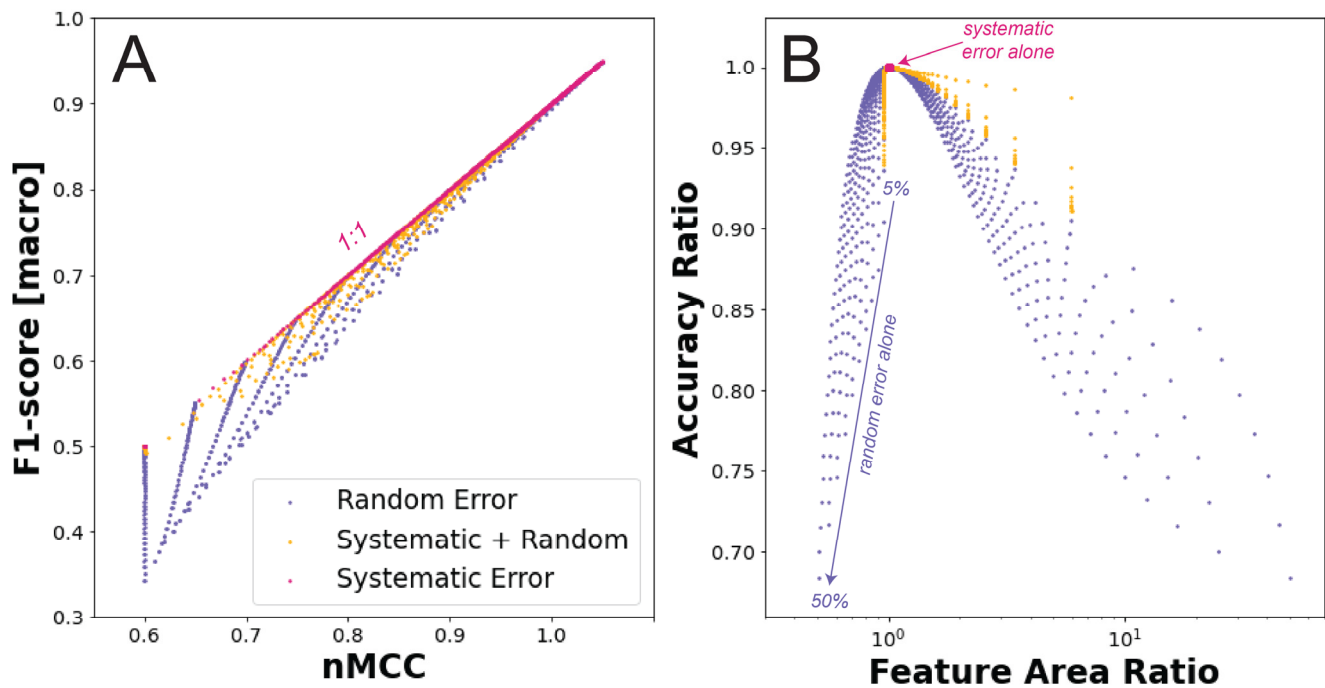 A
1.0
0.9
0.8
0.7
0.6
0.5
0.4
0.3
F1-score [macro]
1:1
Random Error
Systematic + Random
Systematic Error
0.6
0.7
0.8
0.9
1.0
nMCC
B
systematic
error alone
1.00
0.95
0.90
0.85
0.80
0.75
0.70
Accuracy Ratio
5%
random error alone
50%
10⁰
10¹
Feature Area Ratio